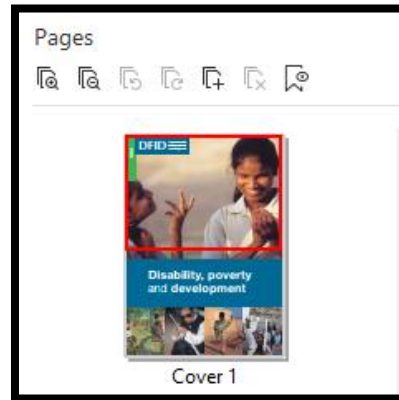 Pages
DFID
Disability, poverty
and development
Cover 1